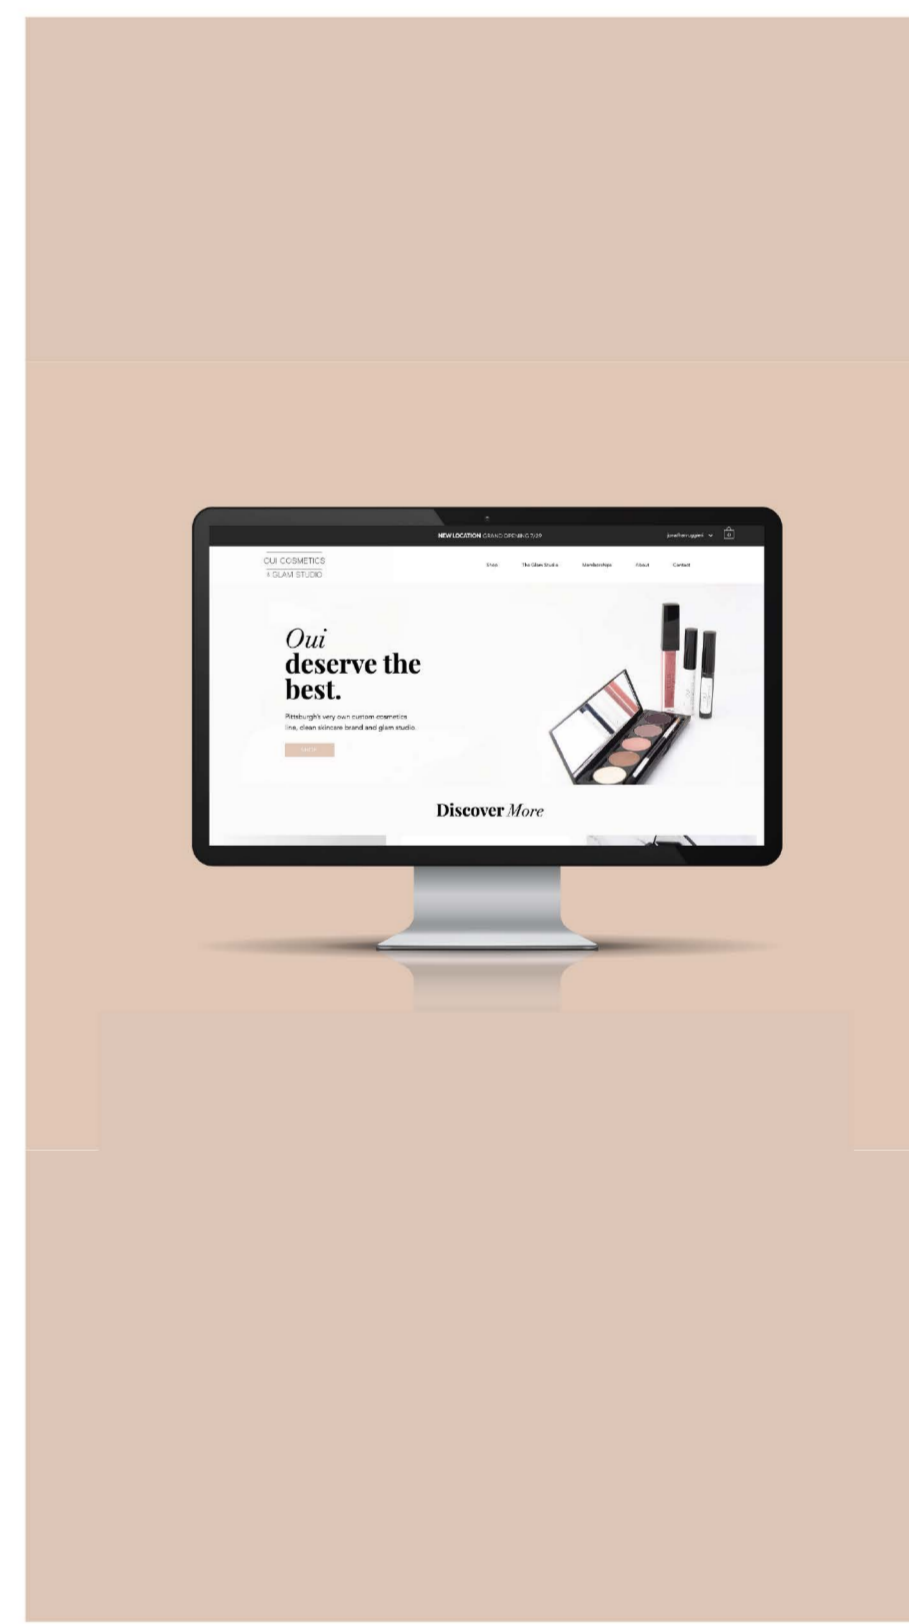 NEW LOCATION GRAND OPENING 7/29
OUI COSMETICS
& GLAM STUDIO
Shop The Glam Studio Memberships About Contact
Oui
deserve the
best.
Pittsburgh's very own custom cosmetics
line, clean skincare brand and glam studio.
Discover More